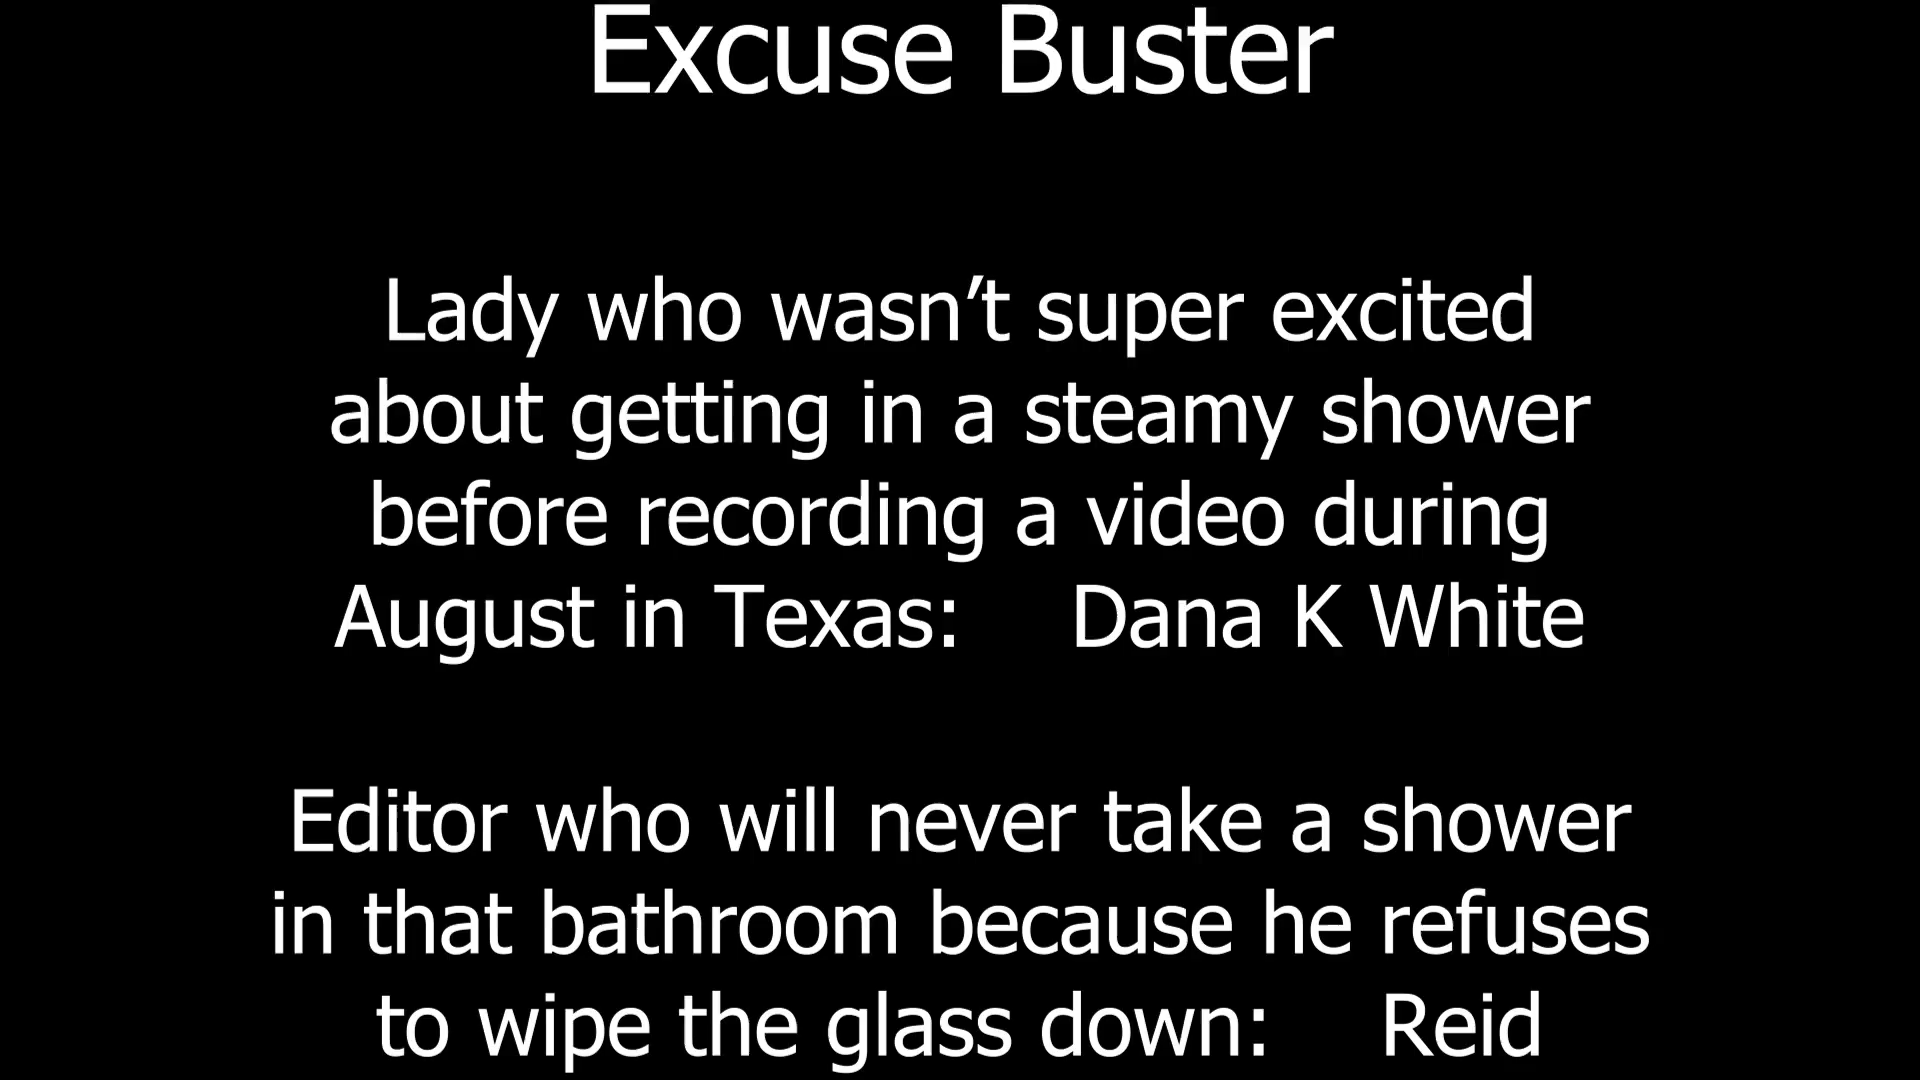 Excuse Buster
Lady who wasn’t super excited
about getting in a steamy shower
before recording a video during
August in Texas: Dana K White
Editor who will never take a shower
in that bathroom because he refuses
to wipe the glass down: Reid